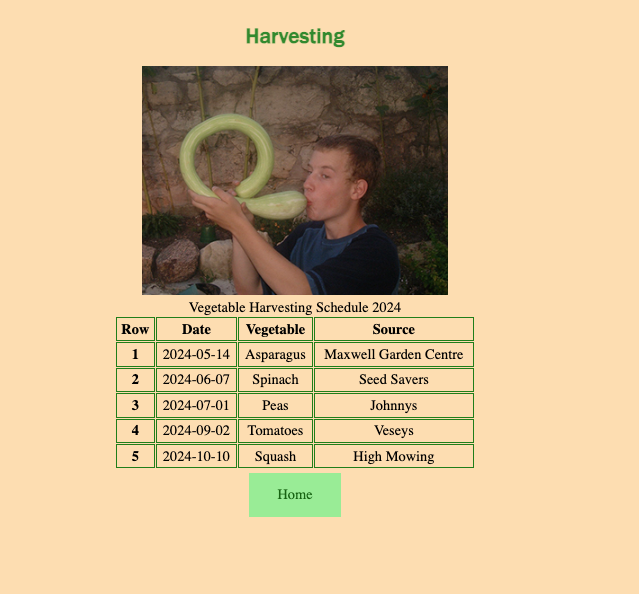 Harvesting
Vegetable Harvesting Schedule 2024
Row Date Vegetable Source
1 2024-05-14 Asparagus Maxwell Garden Centre
2 2024-06-07 Spinach Seed Savers
3 2024-07-01 Peas Johnnys
4 2024-09-02 Tomatoes Veseys
5 2024-10-10 Squash High Mowing
Home